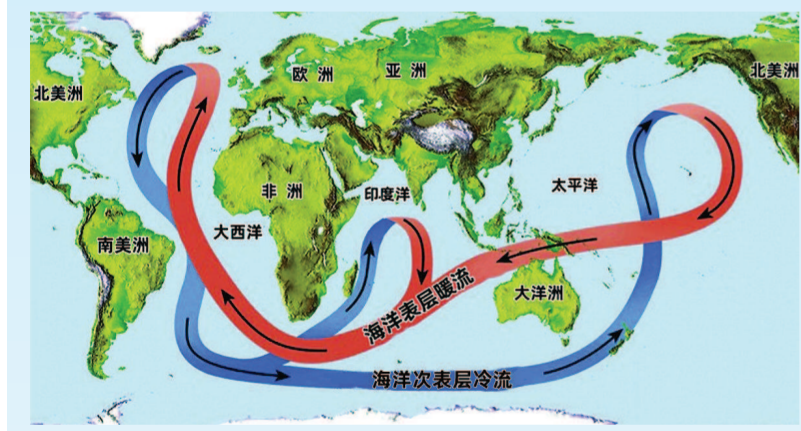 欧洲
亚洲
北美洲
北美洲
非洲
印度洋
太平洋
大西洋
南美洲
大洋洲
海洋表层暖流
海洋次表层冷流